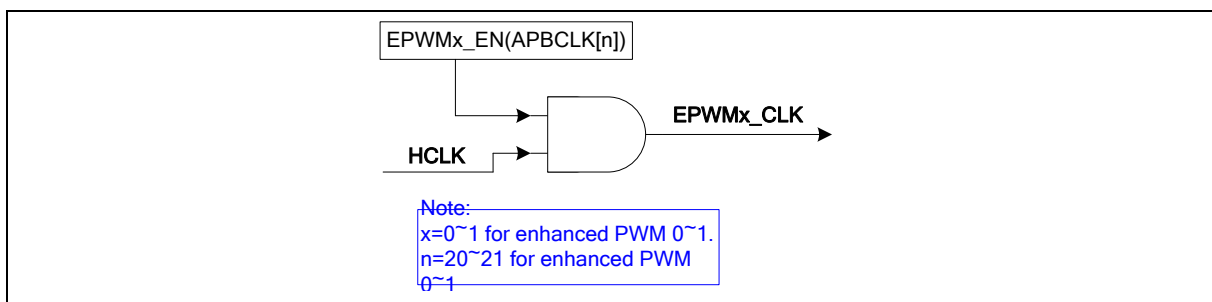 EPWMx_EN(APBCLK[n])
EPWMx_CLK
HCLK
Note:
x=0~1 for enhanced PWM 0~1.
n=20~21 for enhanced PWM
0~1